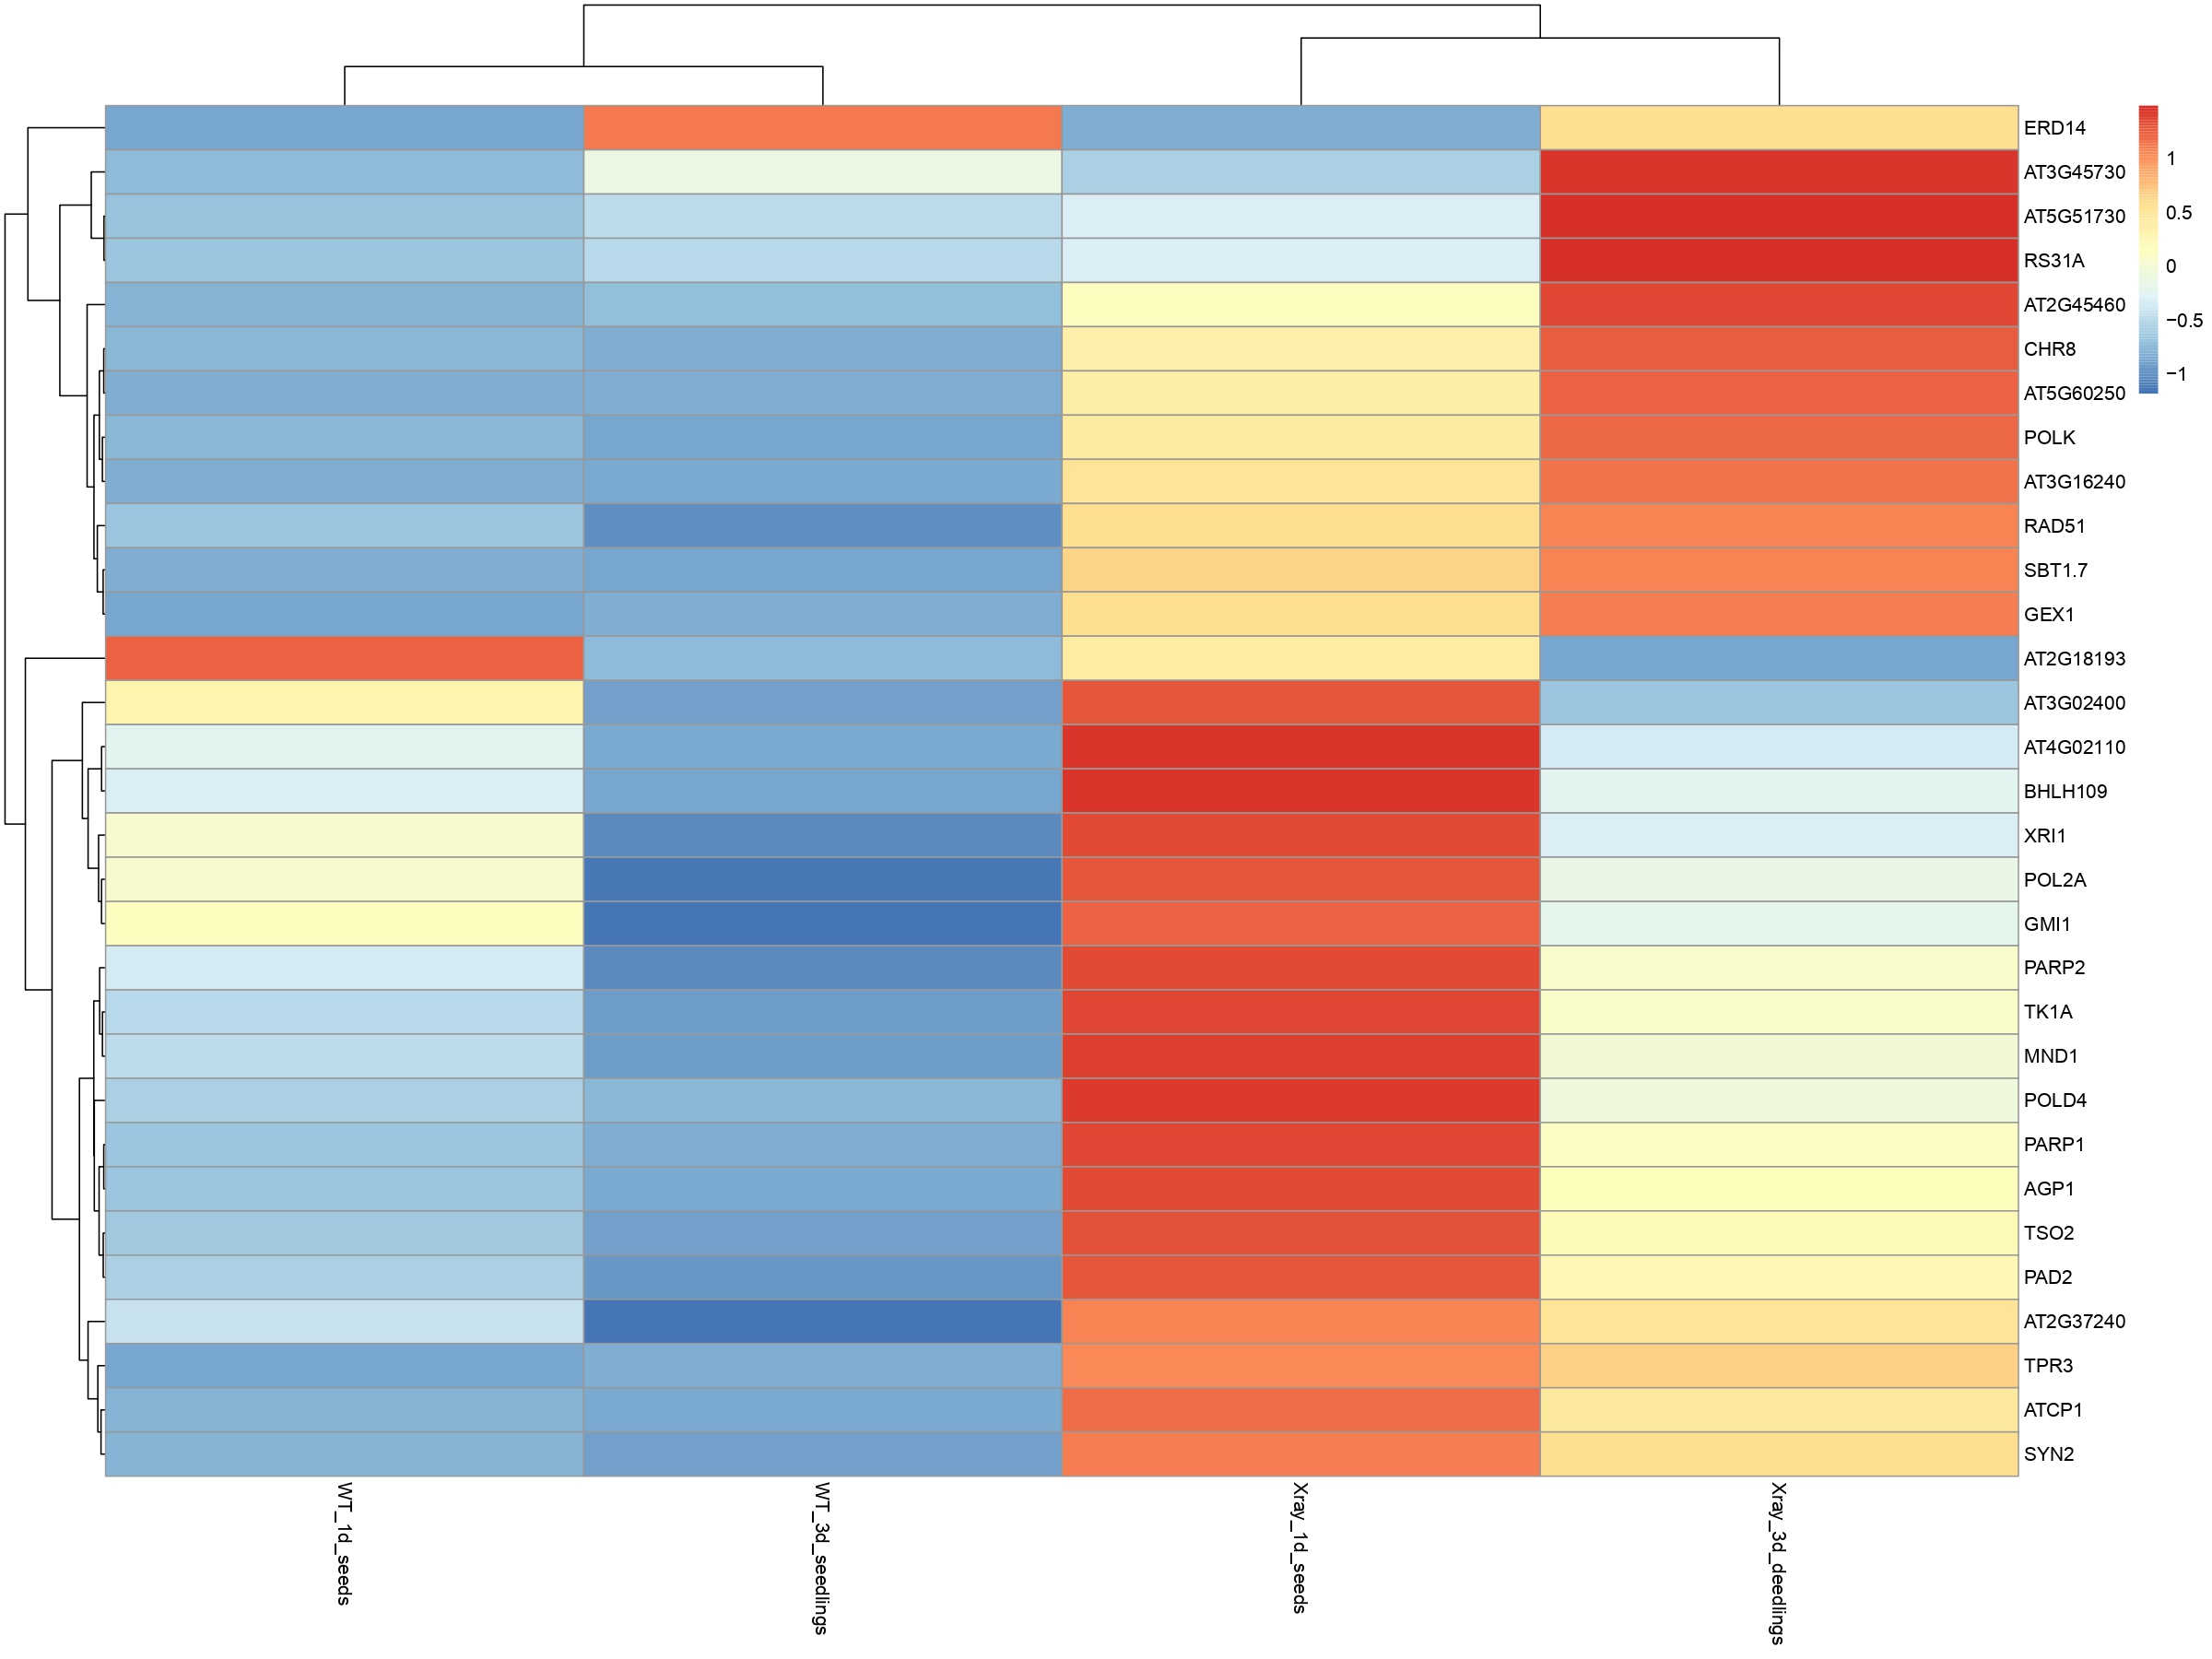 ERD14
AT3G45730
AT5G51730
RS31A
AT2G45460
CHR8
AT5G60250
POLK
AT3G16240
RAD51
SBT1.7
GEX1
AT2G18193
AT3G02400
AT4G02110
BHLH109
XRI1
POL2A
GMI1
PARP2
TK1A
MND1
POLD4
PARP1
AGP1
TSO2
PAD2
AT2G37240
TPR3
ATCP1
SYN2
1
0.5
0
−0.5
−1
WT_1d_seeds
WT_3d_seedlings
Xray_1d_seeds
Xray_3d_deedlings